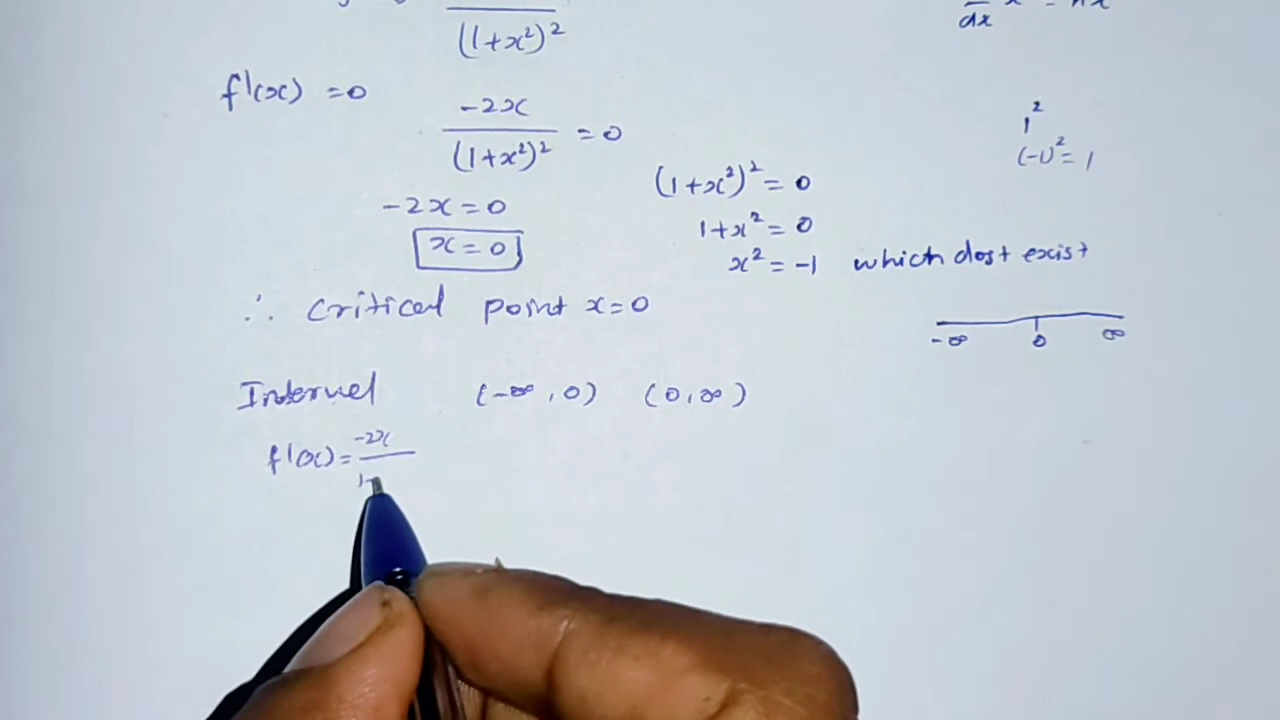 (1+x²)²
f'(x) = 0
-2x / (1+x²)² = 0
1²
(-1)² = 1
(1+x²)² = 0
-2x = 0
1+x² = 0
x = 0
x² = -1 which dost exist
∴ critical point x=0
-∞ 0 ∞
Interval (-∞, 0) (0, ∞)
f'(x) = -2x / 1